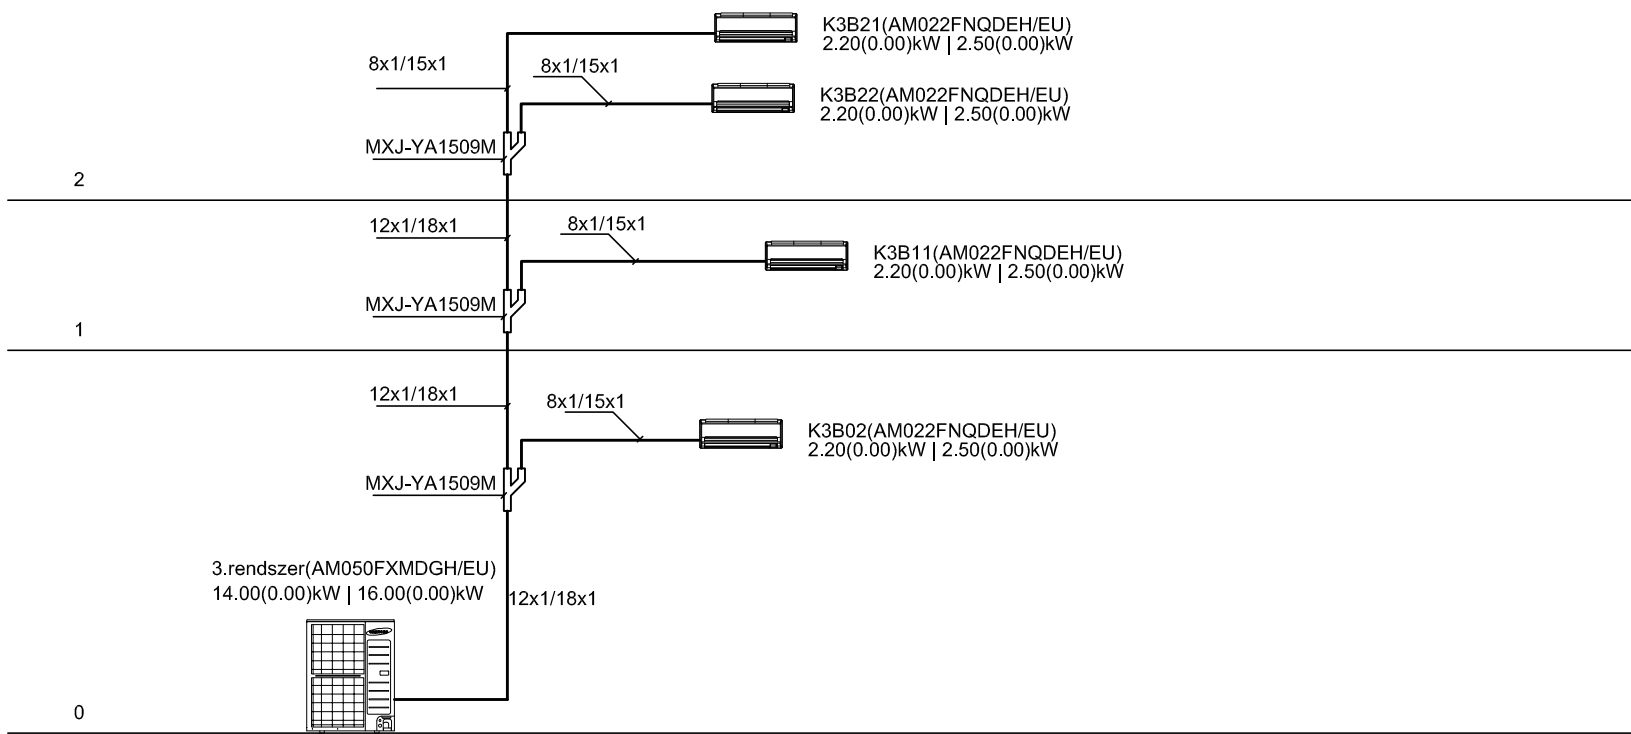 K3B21(AM022FNQDEH/EU)
2.20(0.00)kW | 2.50(0.00)kW
8x1/15x1
8x1/15x1
K3B22(AM022FNQDEH/EU)
2.20(0.00)kW | 2.50(0.00)kW
MXJ-YA1509M
2
12x1/18x1
8x1/15x1
K3B11(AM022FNQDEH/EU)
2.20(0.00)kW | 2.50(0.00)kW
MXJ-YA1509M
1
12x1/18x1
8x1/15x1
K3B02(AM022FNQDEH/EU)
2.20(0.00)kW | 2.50(0.00)kW
MXJ-YA1509M
3.rendszer(AM050FXMDGH/EU)
14.00(0.00)kW | 16.00(0.00)kW
12x1/18x1
0